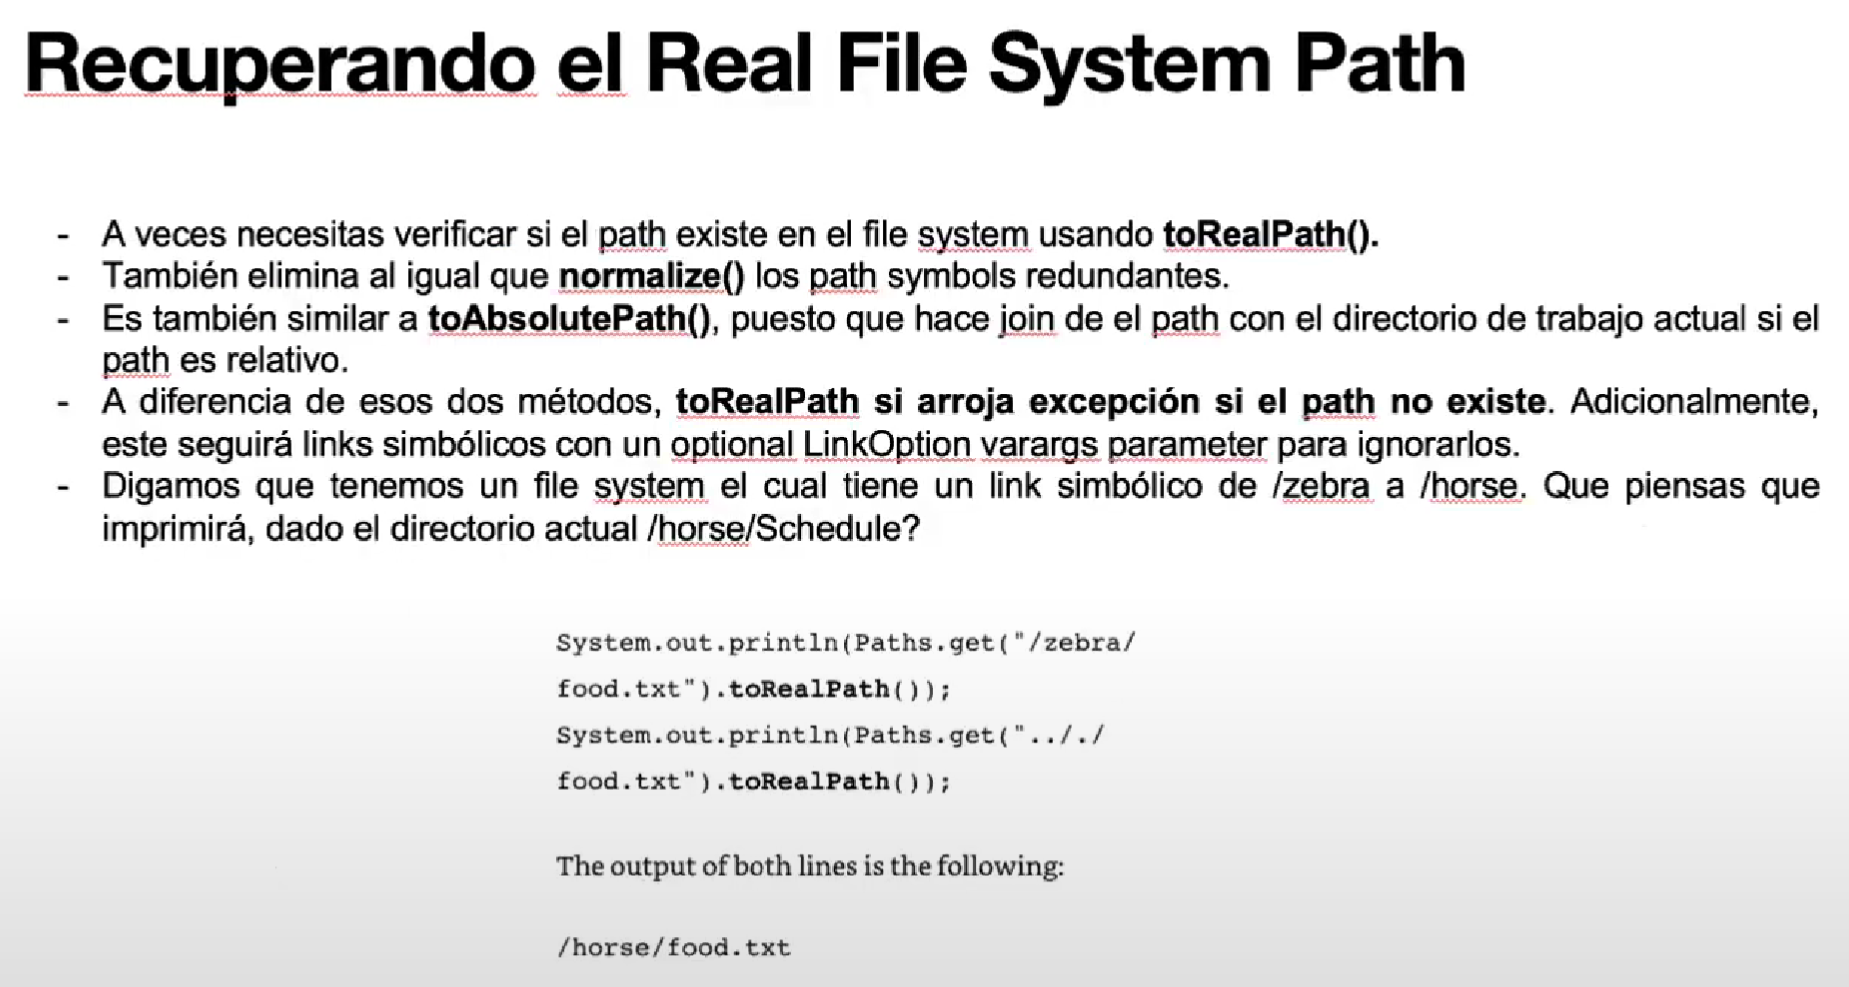 Recuperando el Real File System Path
- A veces necesitas verificar si el path existe en el file system usando toRealPath().
- También elimina al igual que normalize() los path symbols redundantes.
- Es también similar a toAbsolutePath(), puesto que hace join de el path con el directorio de trabajo actual si el
path es relativo.
- A diferencia de esos dos métodos, toRealPath si arroja excepción si el path no existe. Adicionalmente,
este seguirá links simbólicos con un optional LinkOption varargs parameter para ignorarlos.
- Digamos que tenemos un file system el cual tiene un link simbólico de /zebra a /horse. Que piensas que
imprimirá, dado el directorio actual /horse/Schedule?
System.out.println(Paths.get("/zebra/
food.txt").toRealPath());
System.out.println(Paths.get(".././
food.txt").toRealPath());
The output of both lines is the following:
/horse/food.txt